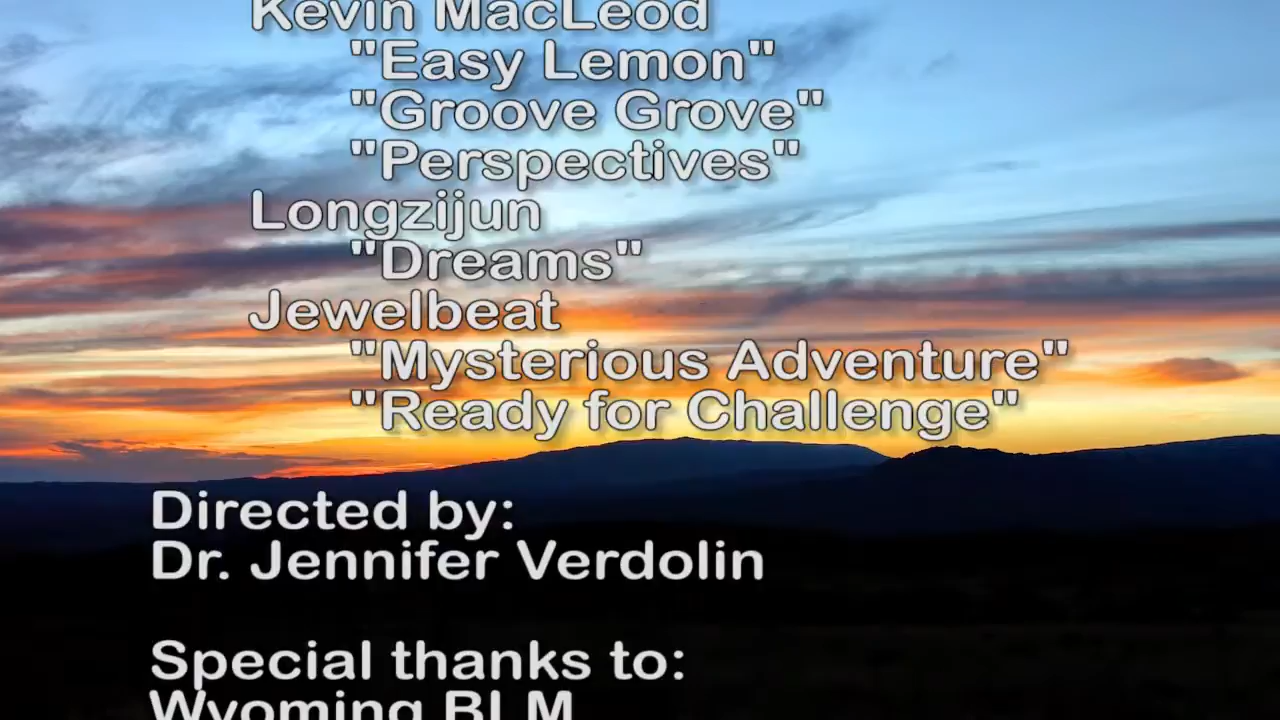 Kevin MacLeod
"Easy Lemon"
"Groove Grove"
"Perspectives"
Longzijun
"Dreams"
Jewelbeat
"Mysterious Adventure"
"Ready for Challenge"
Directed by:
Dr. Jennifer Verdolin
Special thanks to:
Wyoming BLM